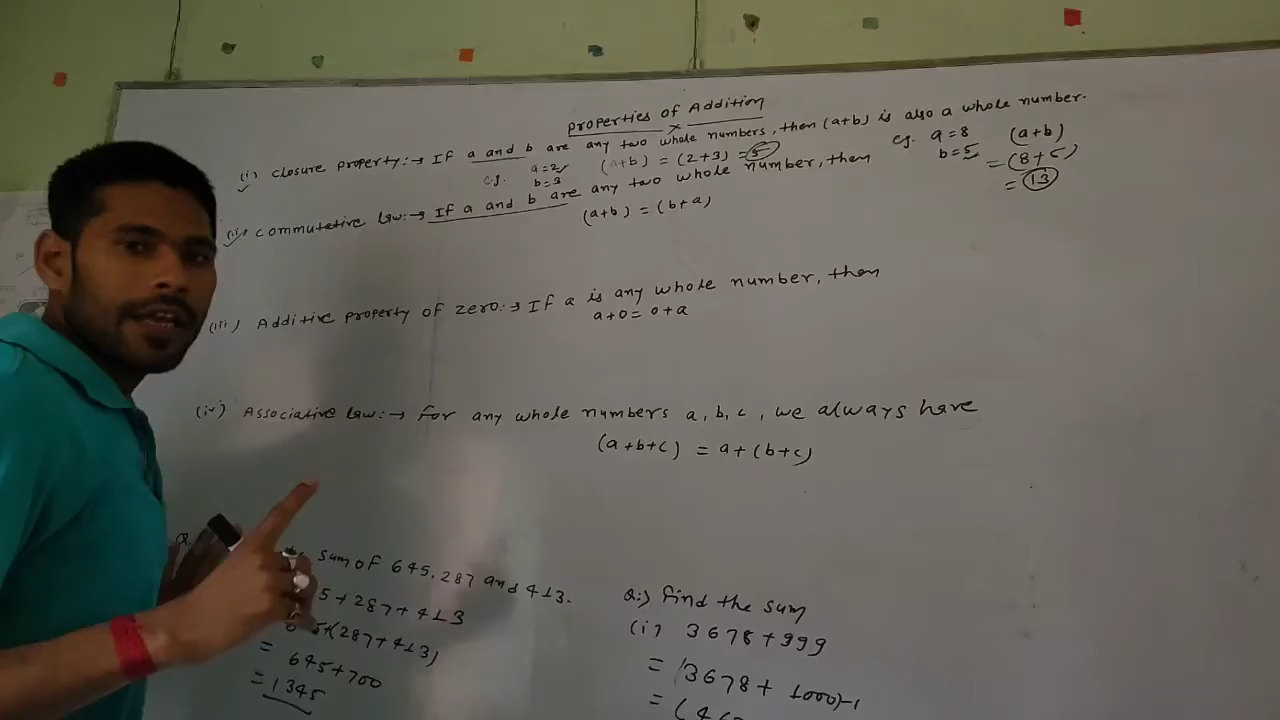 Properties of Addition
(i) Closure property:→ If a and b are any two whole numbers, then (a+b) is also a whole number.
e.g. a=2 b=3 (a+b) = (2+3) = 5
e.g. a=8 b=5 (a+b)
= (8+5)
= 13
(ii) Commutative law:→ If a and b are any two whole number, then
(a+b) = (b+a)
(iii) Additive property of zero:→ If a is any whole number, then
a+0 = 0+a
(iv) Associative law:→ For any whole numbers a, b, c, we always have
(a+b+c) = a+(b+c)
Q. sum of 645, 287 and 413.
5+287+413
5+(287+413)
= 645+700
= 1345
Q:) Find the sum
(i) 3678+999
= (3678+1000)-1